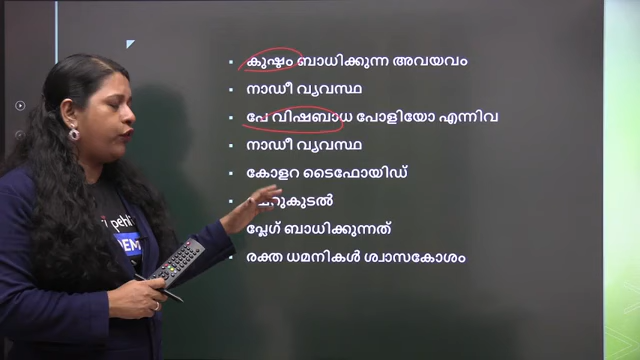 കുഷ്ഠം ബാധിക്കുന്ന അവയവം
നാഡീ വ്യവസ്ഥ
പേ വിഷബാധ പോളിയോ എന്നിവ
നാഡീ വ്യവസ്ഥ
കോളറ ടൈഫോയിഡ്
റുകുടൽ
പ്ലേഗ് ബാധിക്കുന്നത്
രക്ത ധമനികൾ ശ്വാസകോശം